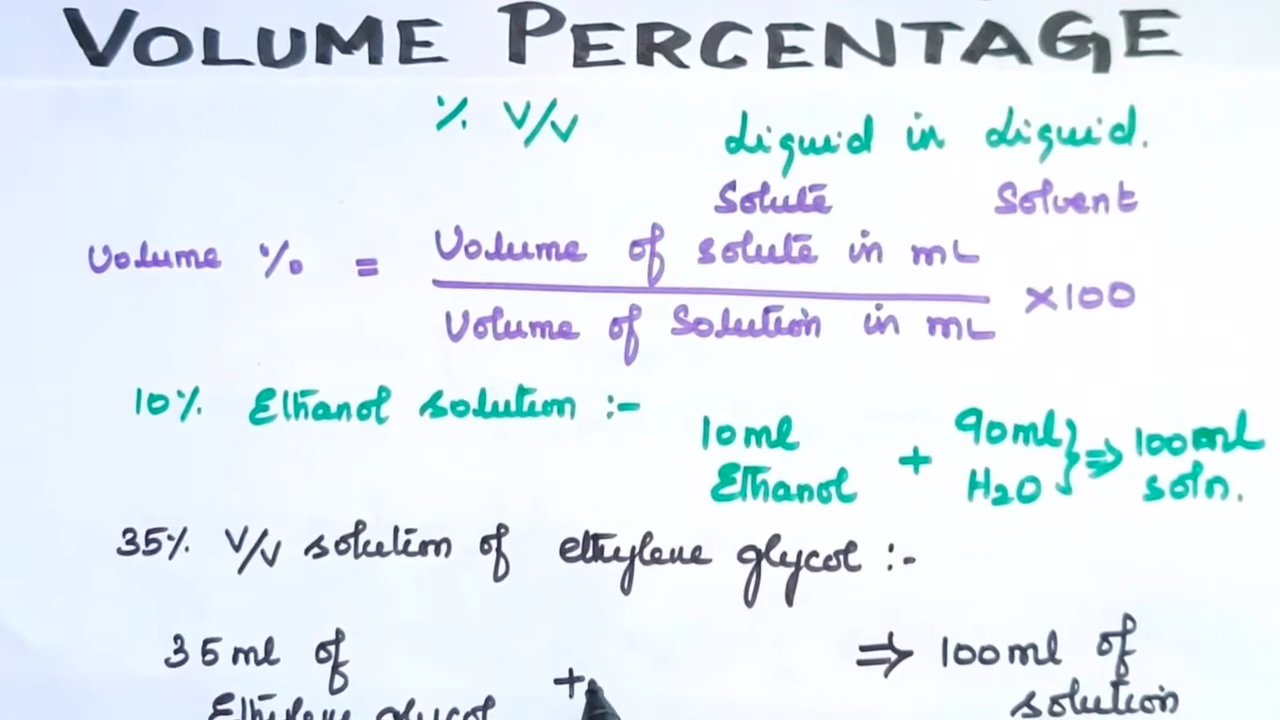 VOLUME PERCENTAGE
% V/V Liquid in Liquid.
Solute Solvent
Volume % = Volume of solute in mL
Volume of Solution in mL ×100
10% Ethanol solution :-
10ml + 90ml } ⇒ 100ml
Ethanol H2O soln.
35% V/V solution of ethylene glycol :-
35ml of + ⇒ 100ml of
Ethylene glycol solution